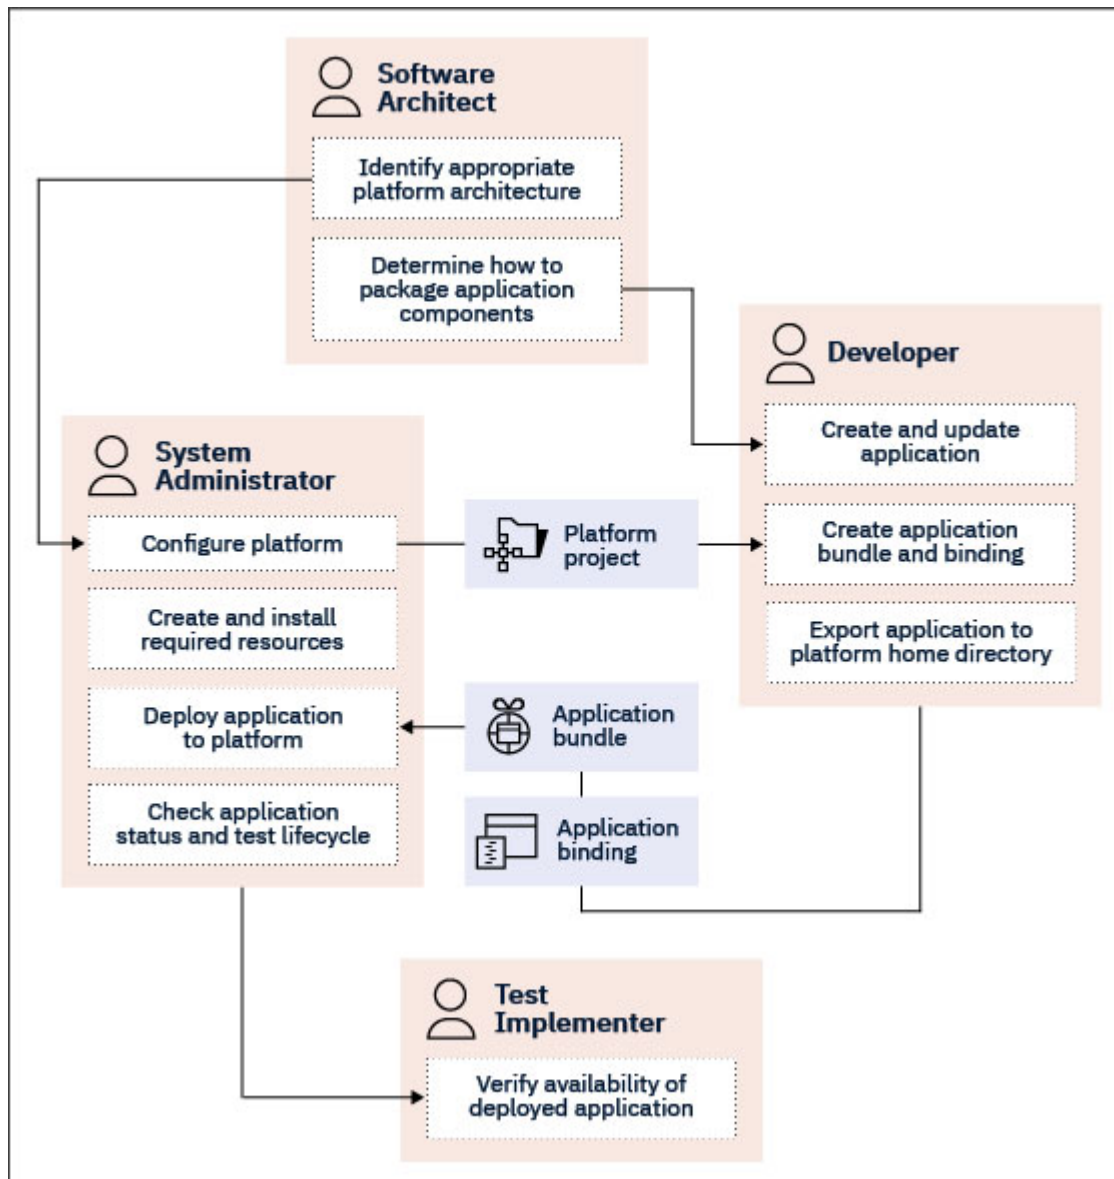 Software
Architect
Identify appropriate
platform architecture
Determine how to
package application
components
Developer
Create and update
application
Create application
bundle and binding
Export application to
platform home directory
System
Administrator
Configure platform
Create and install
required resources
Deploy application
to platform
Check application
status and test lifecycle
Platform
project
Application
bundle
Application
binding
Test
Implementer
Verify availability of
deployed application